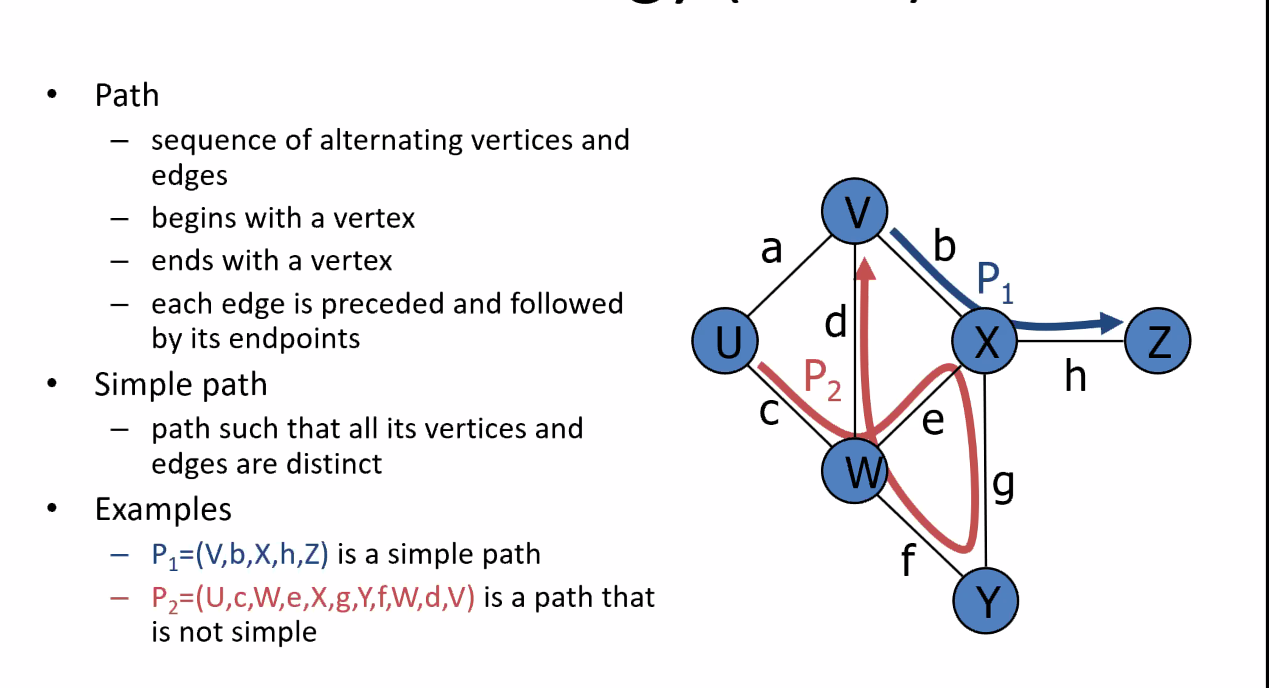 • Path
– sequence of alternating vertices and
edges
– begins with a vertex
– ends with a vertex
– each edge is preceded and followed
by its endpoints
• Simple path
– path such that all its vertices and
edges are distinct
• Examples
– P1=(V,b,X,h,Z) is a simple path
– P2=(U,c,W,e,X,g,Y,f,W,d,V) is a path that
is not simple
V
a
b
P1
d
U
X
Z
P2
h
c
e
W
g
f
Y